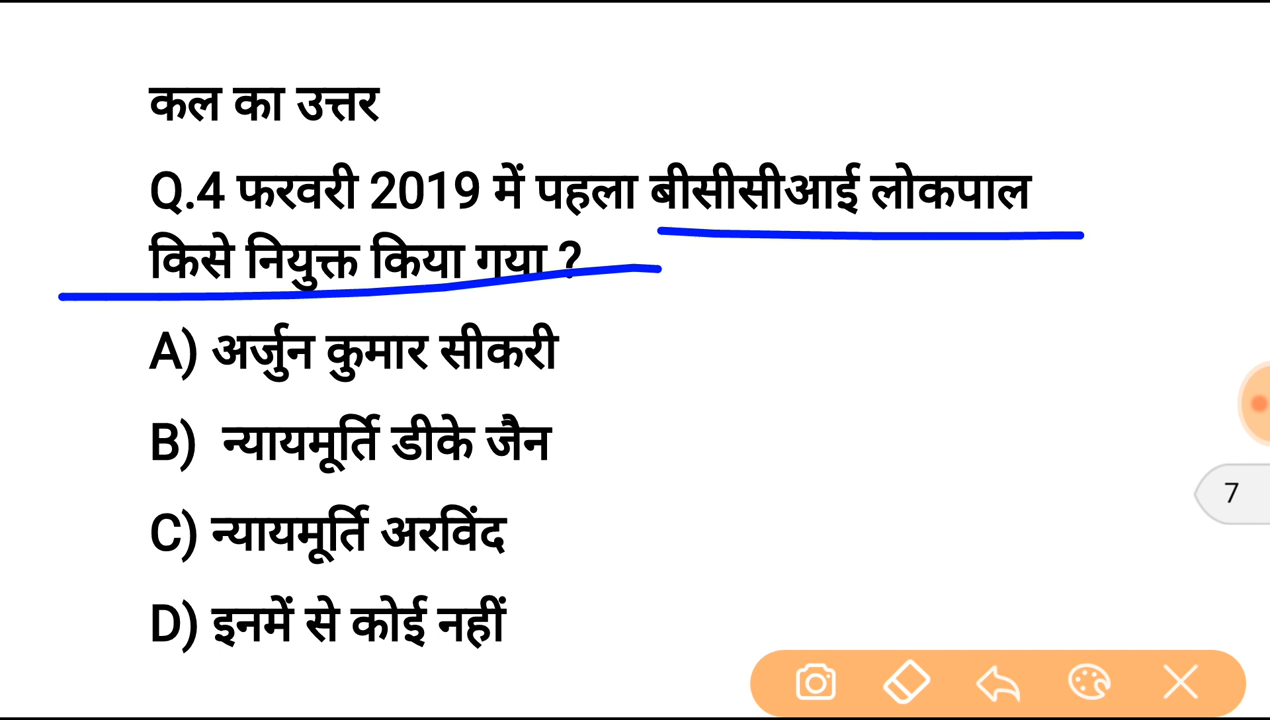 कल का उत्तर
Q.4 फरवरी 2019 में पहला बीसीसीआई लोकपाल
किसे नियुक्त किया गया ?
A) अर्जुन कुमार सीकरी
B) न्यायमूर्ति डीके जैन
C) न्यायमूर्ति अरविंद
7
D) इनमें से कोई नहीं